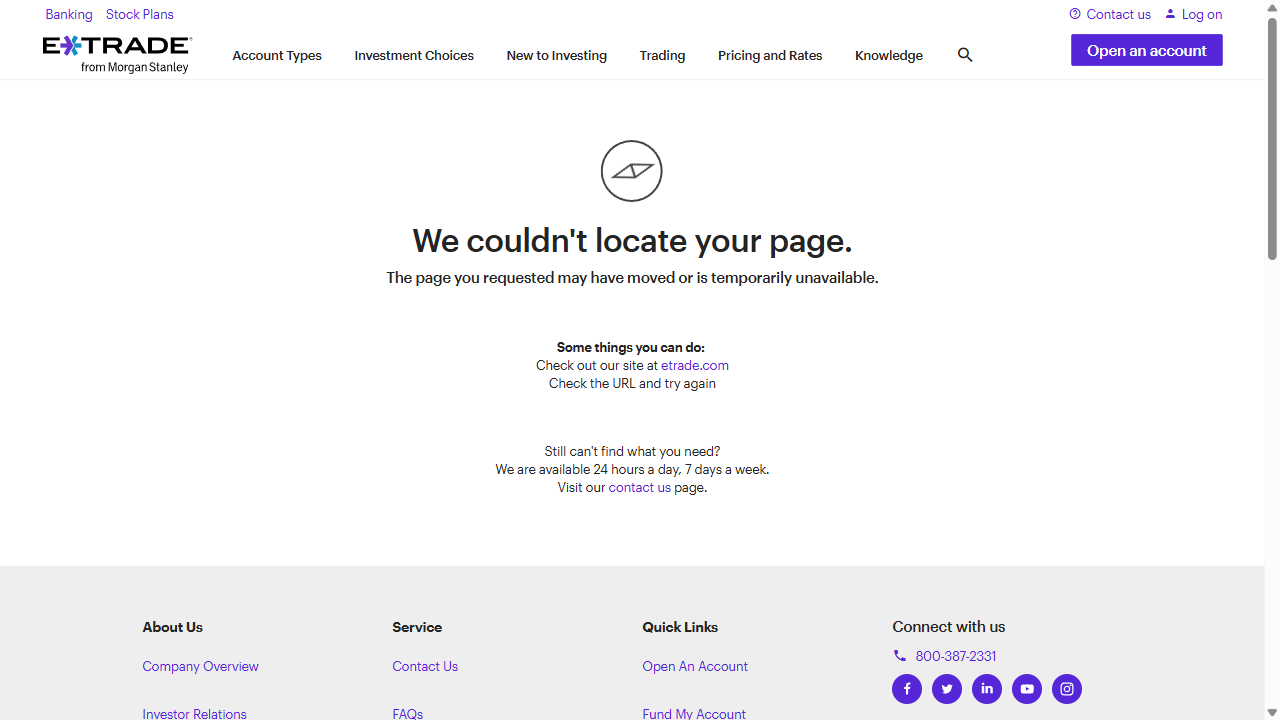 Banking Stock Plans
Contact us Log on
E*TRADE
from Morgan Stanley
Account Types Investment Choices New to Investing Trading Pricing and Rates Knowledge
Open an account
We couldn't locate your page.
The page you requested may have moved or is temporarily unavailable.
Some things you can do:
Check out our site at etrade.com
Check the URL and try again
Still can't find what you need?
We are available 24 hours a day, 7 days a week.
Visit our contact us page.
About Us
Company Overview
Investor Relations
Service
Contact Us
FAQs
Quick Links
Open An Account
Fund My Account
Connect with us
800-387-2331